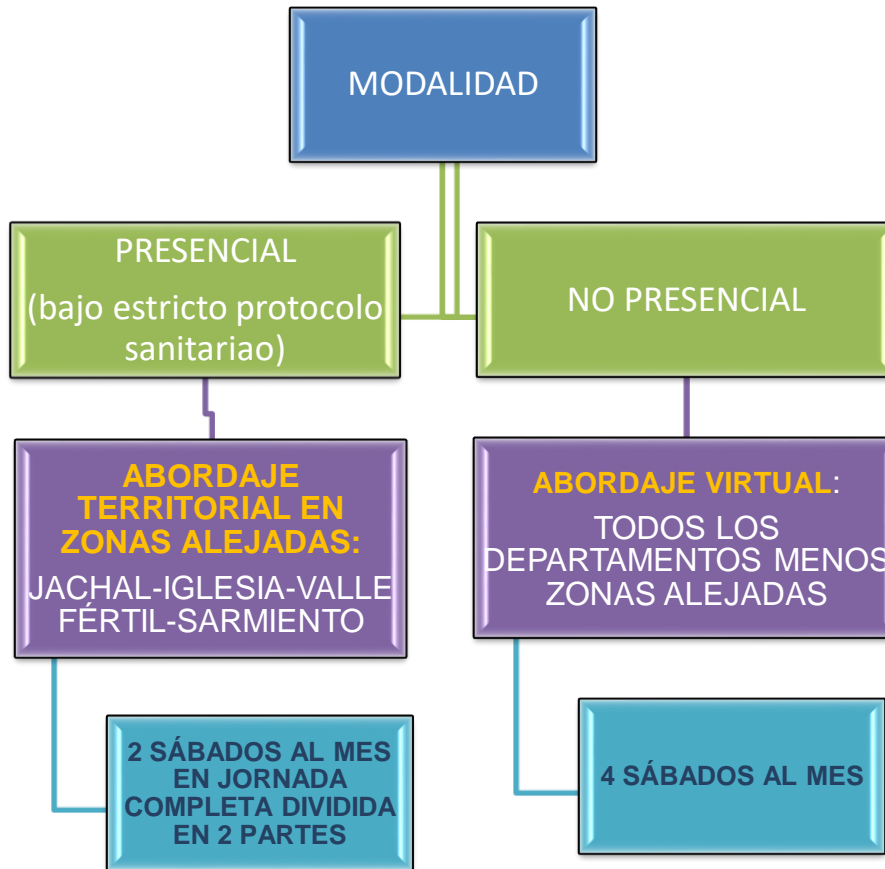 MODALIDAD
PRESENCIAL
(bajo estricto protocolo
sanitariao)
NO PRESENCIAL
ABORDAJE
TERRITORIAL EN
ZONAS ALEJADAS:
JACHAL-IGLESIA-VALLE
FÉRTIL-SARMIENTO
ABORDAJE VIRTUAL:
TODOS LOS
DEPARTAMENTOS MENOS
ZONAS ALEJADAS
2 SÁBADOS AL MES
EN JORNADA
COMPLETA DIVIDIDA
EN 2 PARTES
4 SÁBADOS AL MES